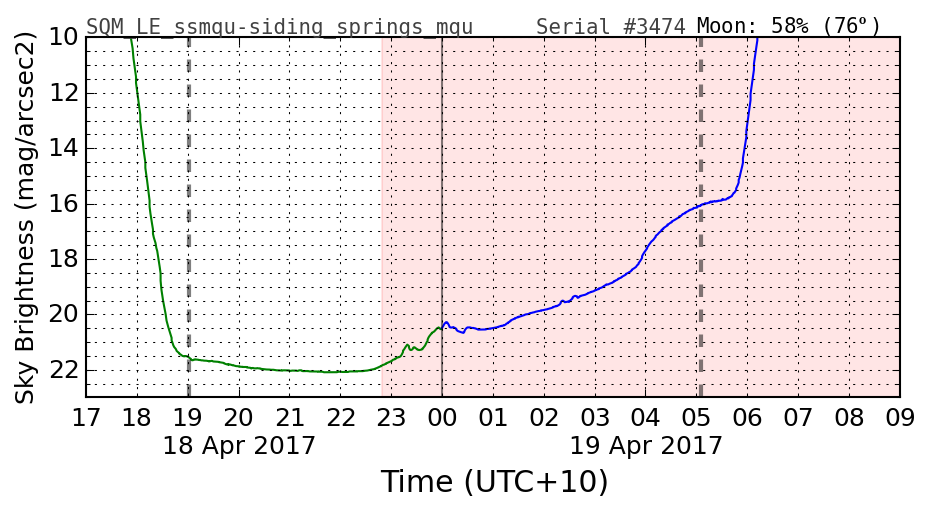 SQM_LE_ssmqu-siding_springs_mqu Serial #3474 Moon: 58% (76°)
Sky Brightness (mag/arcsec2)
10
12
14
16
18
20
22
17 18 19 20 21 22 23 00 01 02 03 04 05 06 07 08 09
18 Apr 2017 19 Apr 2017
Time (UTC+10)